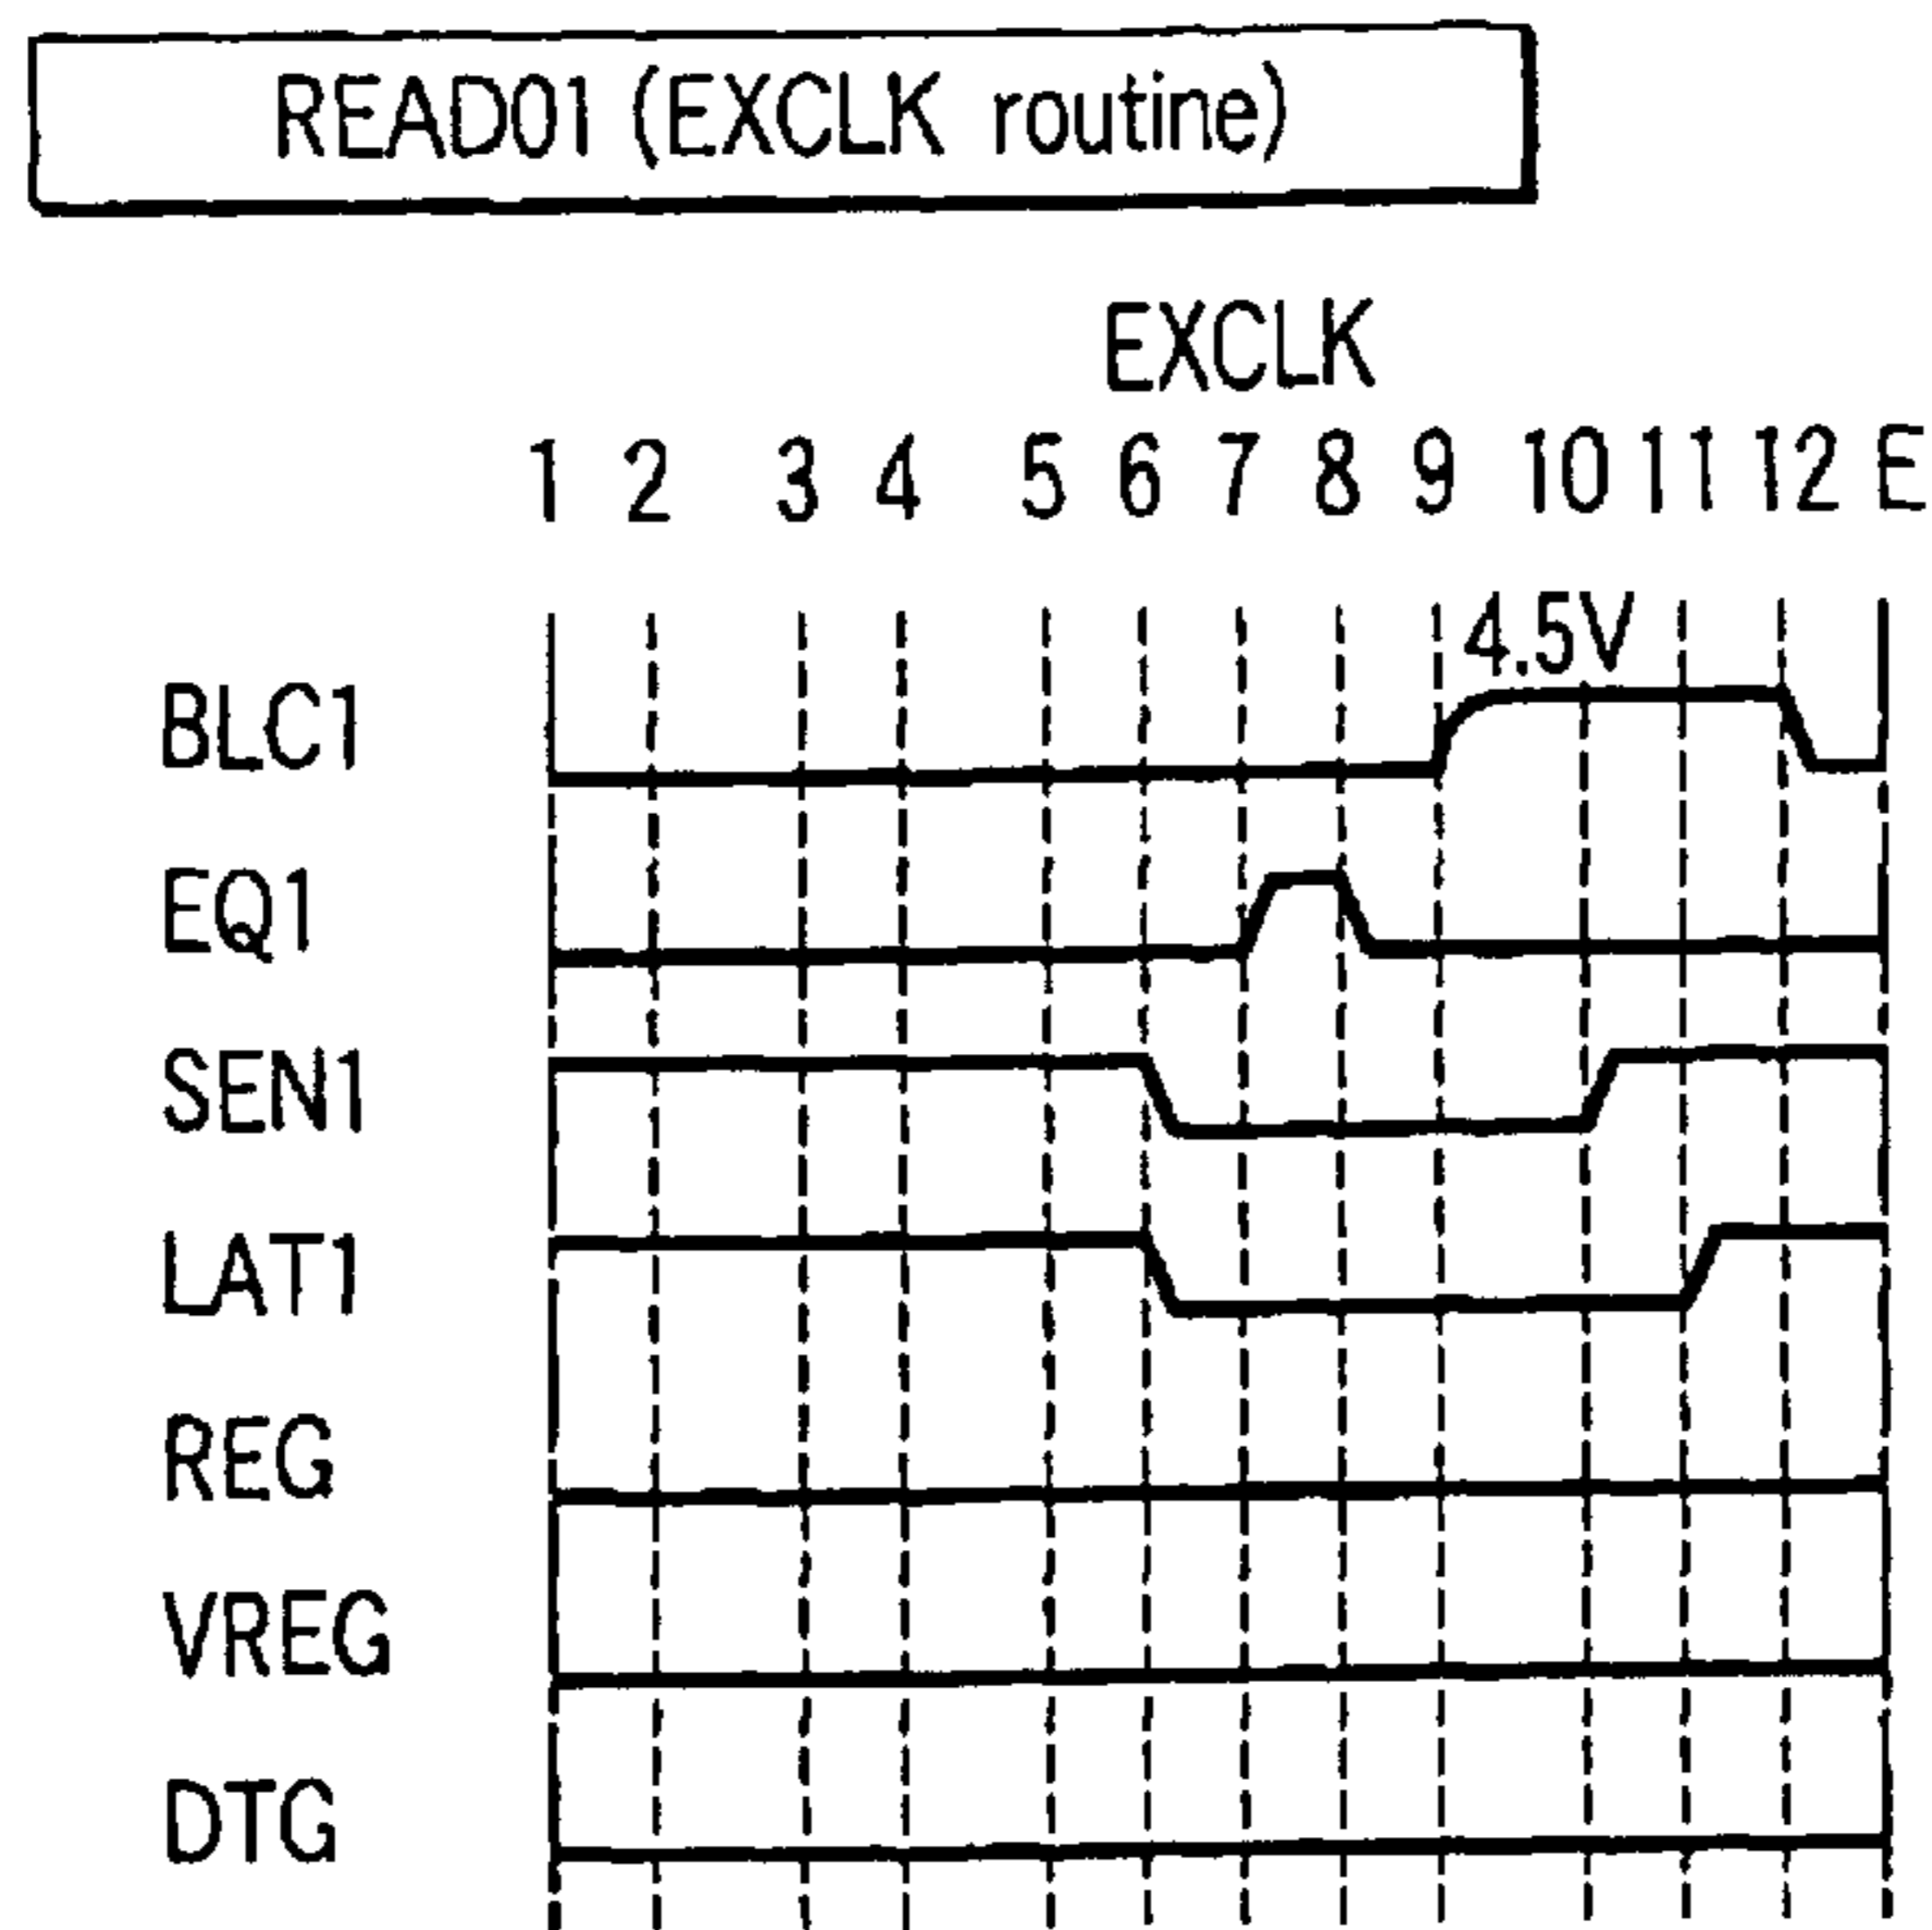 READ01 (EXCLK routine)
EXCLK
1 2 3 4 5 6 7 8 9 10 11 12 E
4.5V
BLC1
EQ1
SEN1
LAT1
REG
VREG
DTG